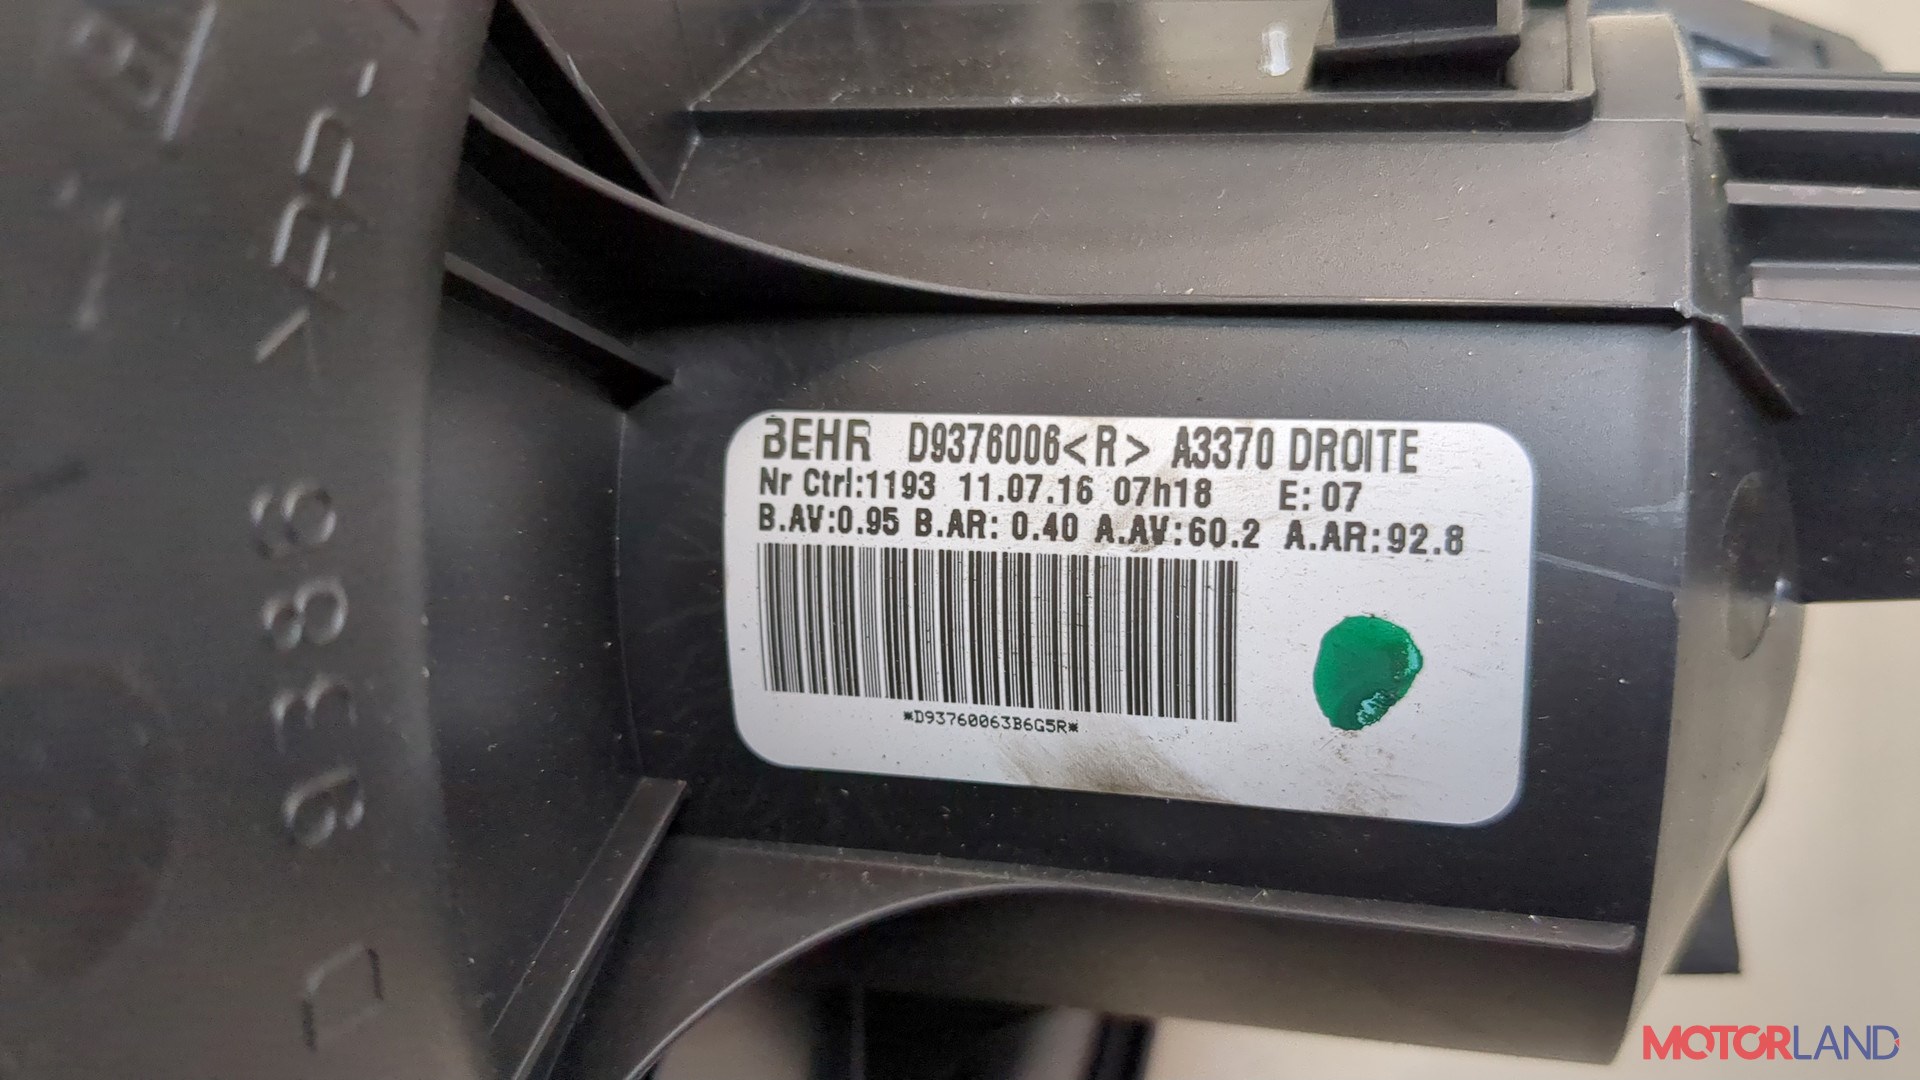 BEHR D9376006<R> A3370 DROITE
Nr Ctrl:1193 11.07.16 07h18 E: 07
B.AV:0.95 B.AR: 0.40 A.AV:60.2 A.AR:92.8
*D93760063B6G5R*
D 9386
MOTORLAND